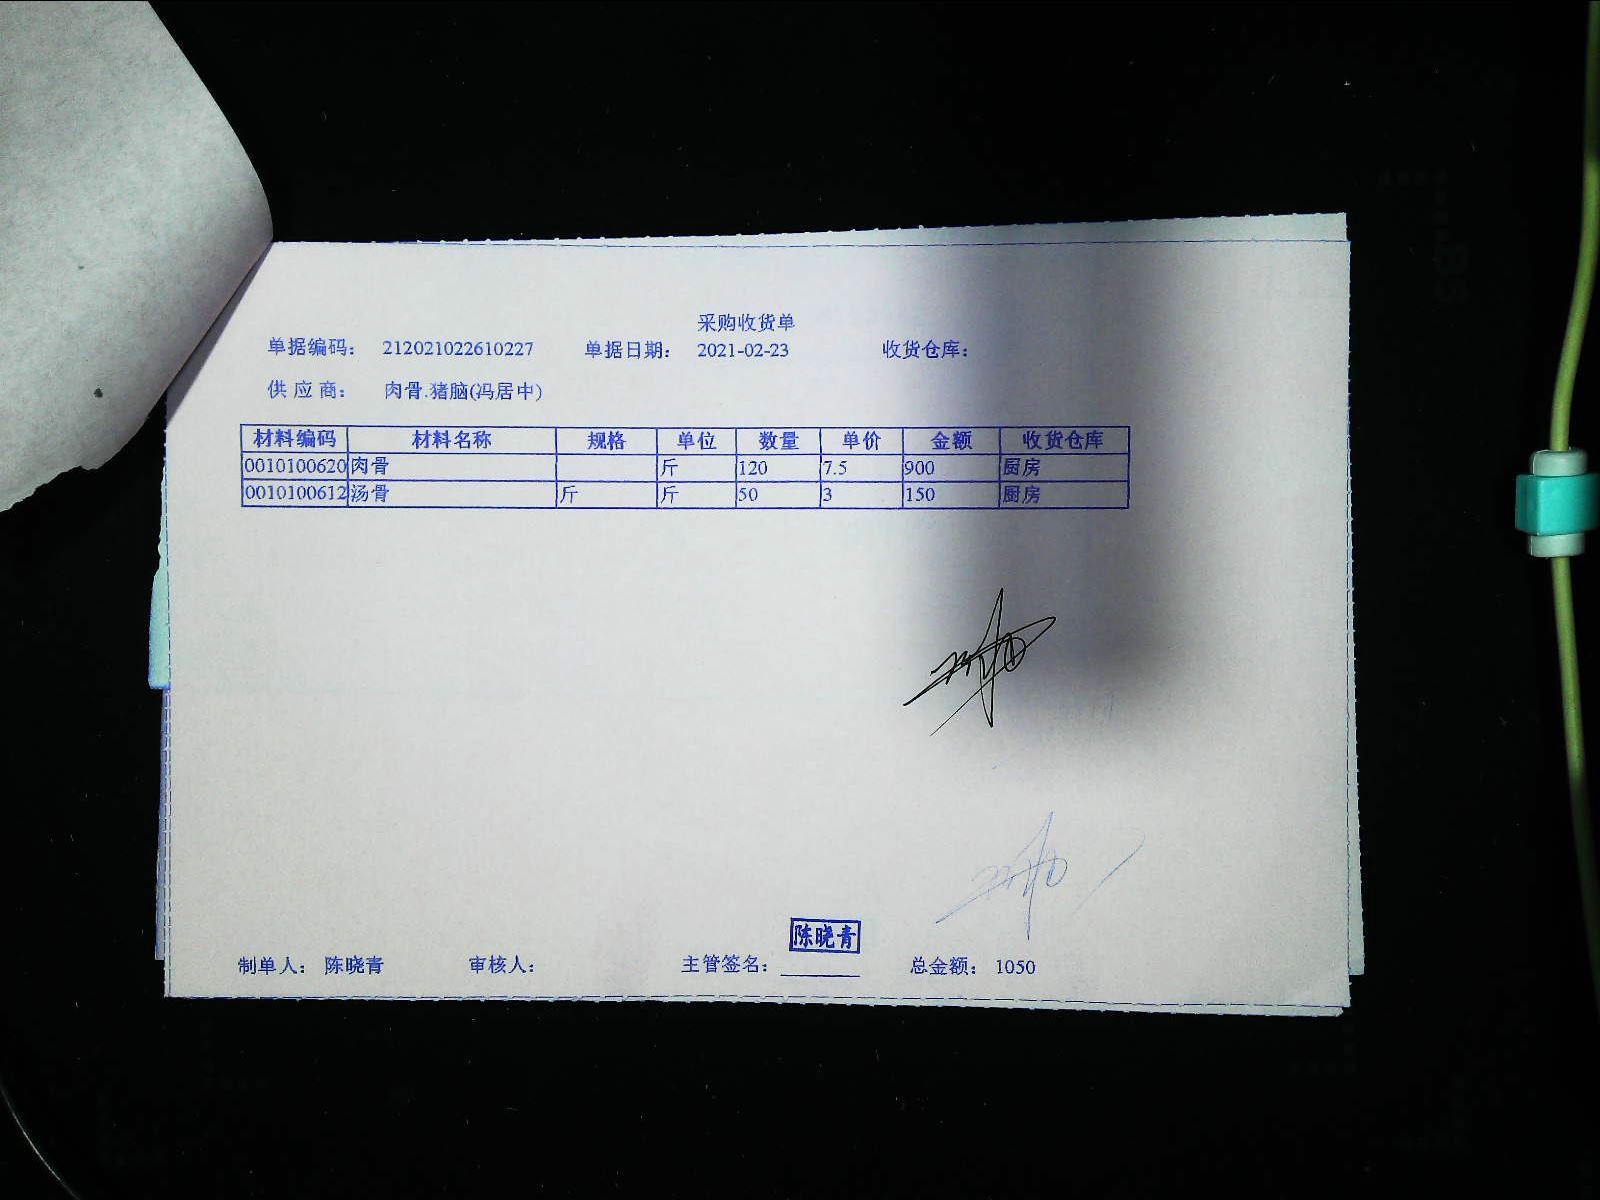 采购收货单
单据编码： 212021022610227 单据日期： 2021-02-23 收货仓库：
供 应 商： 肉骨.猪脑(冯居中)
材料编码 材料名称 规格 单位 数量 单价 金额 收货仓库
0010100620 肉骨 斤 120 7.5 900 厨房
0010100612 汤骨 斤 斤 50 3 150 厨房
陈晓青
制单人： 陈晓青 审核人： 主管签名： 总金额： 1050